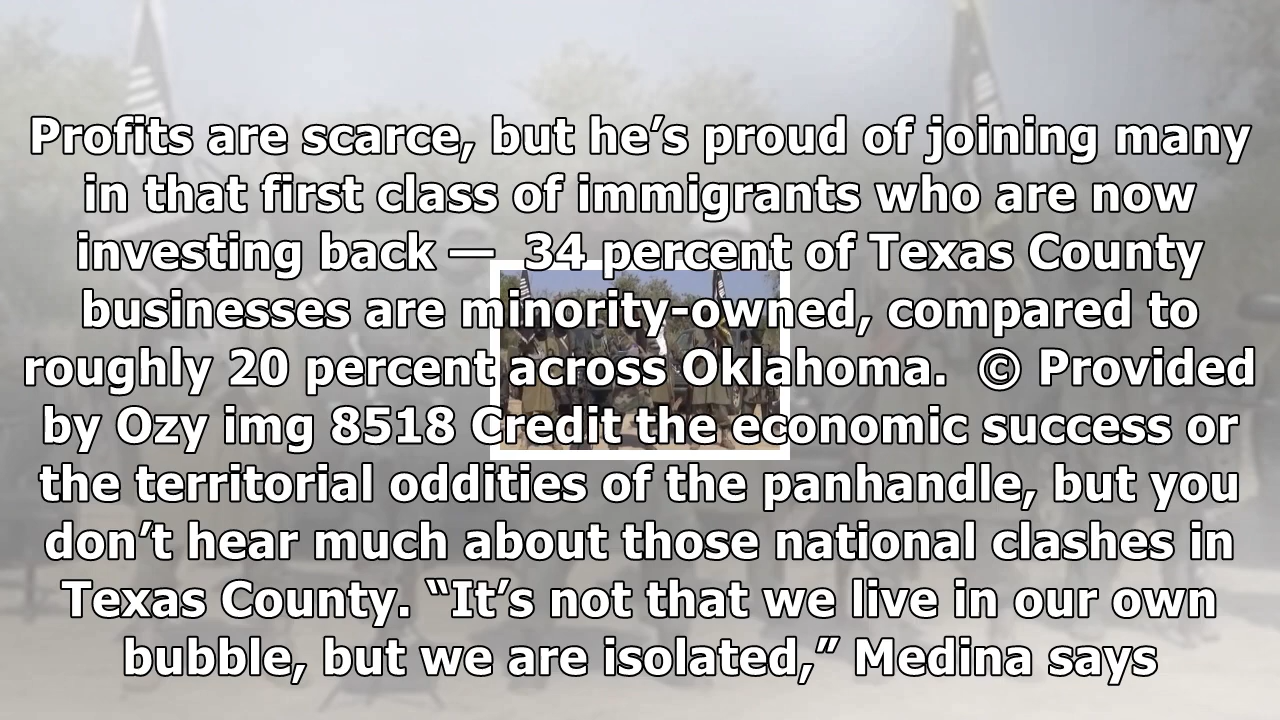 Profits are scarce, but he’s proud of joining many
in that first class of immigrants who are now
investing back —  34 percent of Texas County
businesses are minority-owned, compared to
roughly 20 percent across Oklahoma.  © Provided
by Ozy img 8518 Credit the economic success or
the territorial oddities of the panhandle, but you
don’t hear much about those national clashes in
Texas County. “It’s not that we live in our own
bubble, but we are isolated,” Medina says